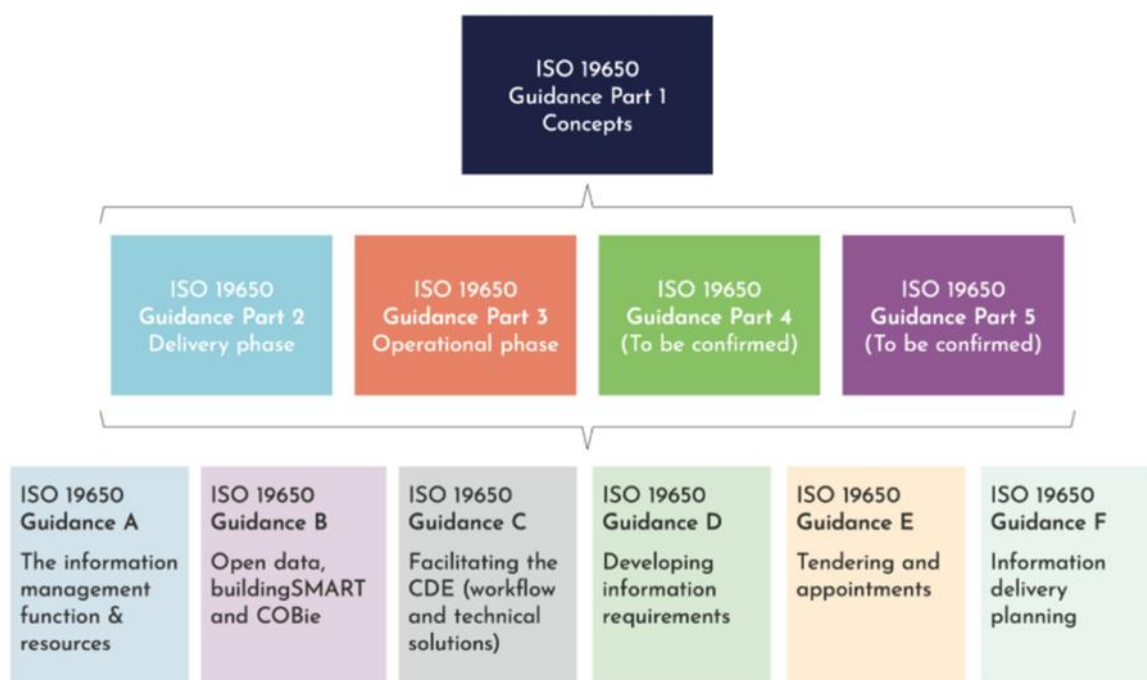 ISO 19650
Guidance Part 1
Concepts
ISO 19650
Guidance Part 2
Delivery phase
ISO 19650
Guidance Part 3
Operational phase
ISO 19650
Guidance Part 4
(To be confirmed)
ISO 19650
Guidance Part 5
(To be confirmed)
ISO 19650
Guidance A
The information
management
function &
resources
ISO 19650
Guidance B
Open data,
buildingSMART
and COBie
ISO 19650
Guidance C
Facilitating the
CDE (workflow
and technical
solutions)
ISO 19650
Guidance D
Developing
information
requirements
ISO 19650
Guidance E
Tendering and
appointments
ISO 19650
Guidance F
Information
delivery
planning